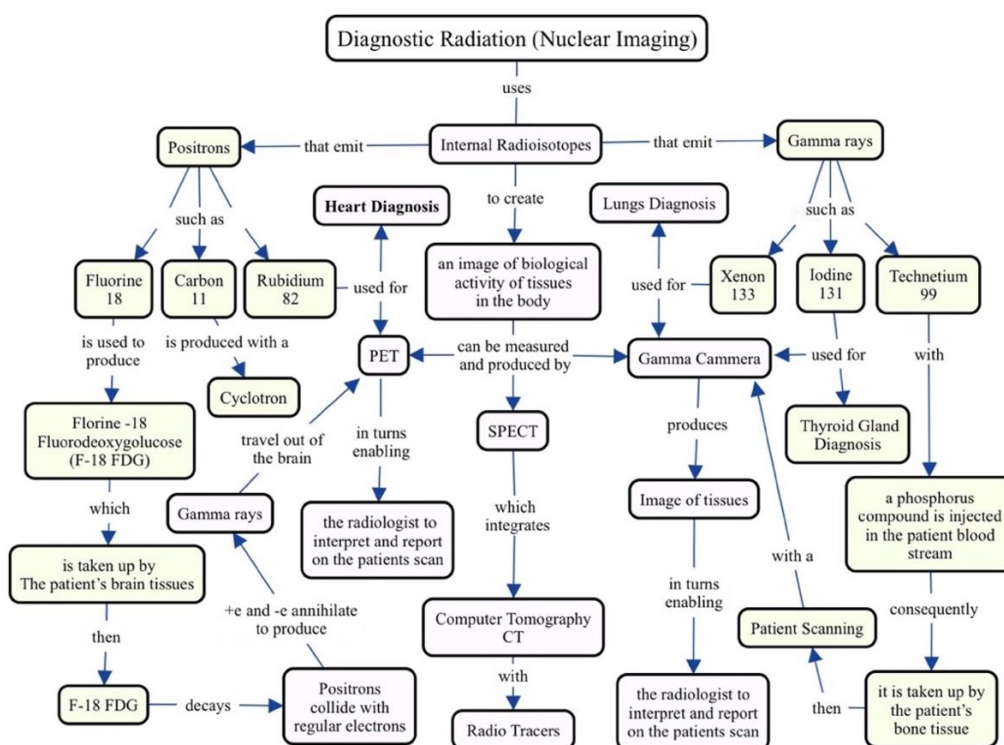 Diagnostic Radiation (Nuclear Imaging)
uses
Positrons
that emit
Internal Radioisotopes
that emit
Gamma rays
such as
Heart Diagnosis
to create
Lungs Diagnosis
such as
Fluorine
18
Carbon
11
Rubidium
82
used for
an image of biological
activity of tissues
in the body
used for
Xenon
133
Iodine
131
Technetium
99
is used to
produce
is produced with a
PET
can be measured
and produced by
Gamma Cammera
used for
with
Cyclotron
Florine -18
Fluorodeoxygolucose
(F-18 FDG)
travel out of
the brain
in turns
enabling
SPECT
produces
Thyroid Gland
Diagnosis
which
Gamma rays
the radiologist to
interpret and report
on the patients scan
which
integrates
Image of tissues
a phosphorus
compound is injected
in the patient blood
stream
is taken up by
The patient's brain tissues
with a
in turns
enabling
consequently
then
+e and -e annihilate
to produce
Computer Tomography
CT
Patient Scanning
with
F-18 FDG
decays
Positrons
collide with
regular electrons
Radio Tracers
the radiologist to
interpret and report
on the patients scan
then
it is taken up by
the patient's
bone tissue